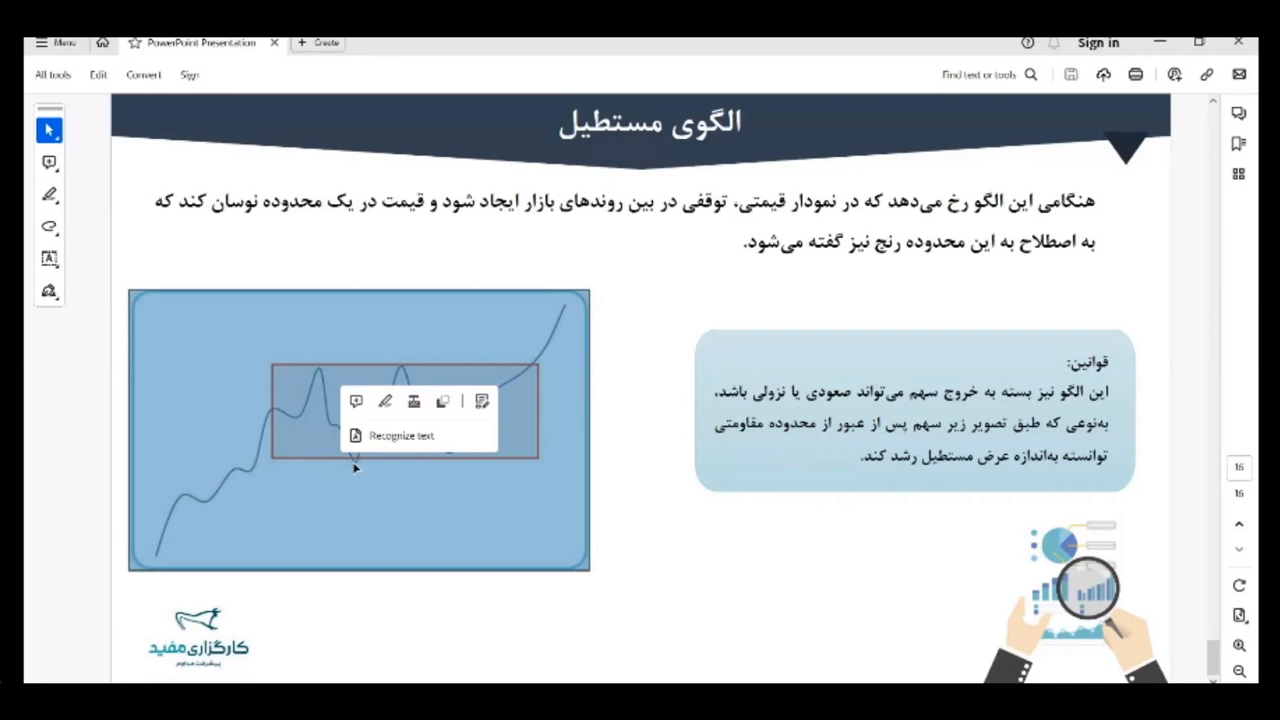 Menu
PowerPoint Presentation
Create
Sign in
All tools
Edit
Convert
Sign
Find text or tools
الگوی مستطیل
هنگامی این الگو رخ می‌دهد که در نمودار قیمتی، توقفی در بین روندهای بازار ایجاد شود و قیمت در یک محدوده نوسان کند که
به اصطلاح به این محدوده رنج نیز گفته می‌شود.
قوانین:
این الگو نیز بسته به خروج سهم می‌تواند صعودی یا نزولی باشد،
به‌نوعی که طبق تصویر زیر سهم پس از عبور از محدوده مقاومتی
توانسته به‌اندازه عرض مستطیل رشد کند.
Recognize text
16
16
کارگزاری مفید
پیشرفت مداوم